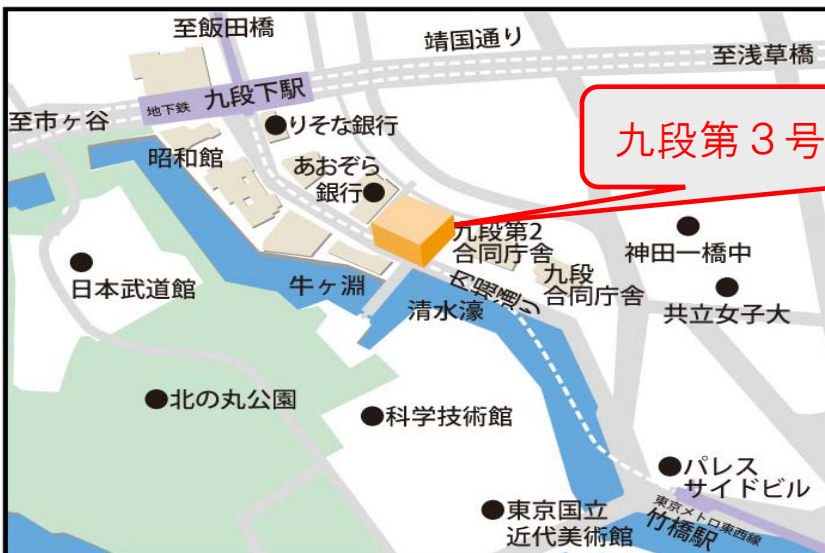 至飯田橋
靖国通り
至浅草橋
地下鉄 九段下駅
至市ヶ谷
りそな銀行
九段第３号
昭和館
あおぞら
銀行
九段第2
合同庁舎
神田一橋中
日本武道館
牛ヶ淵
内堀通り
九段
合同庁舎
清水濠
共立女子大
北の丸公園
科学技術館
パレス
サイドビル
東京国立
近代美術館
東京メトロ東西線
竹橋駅